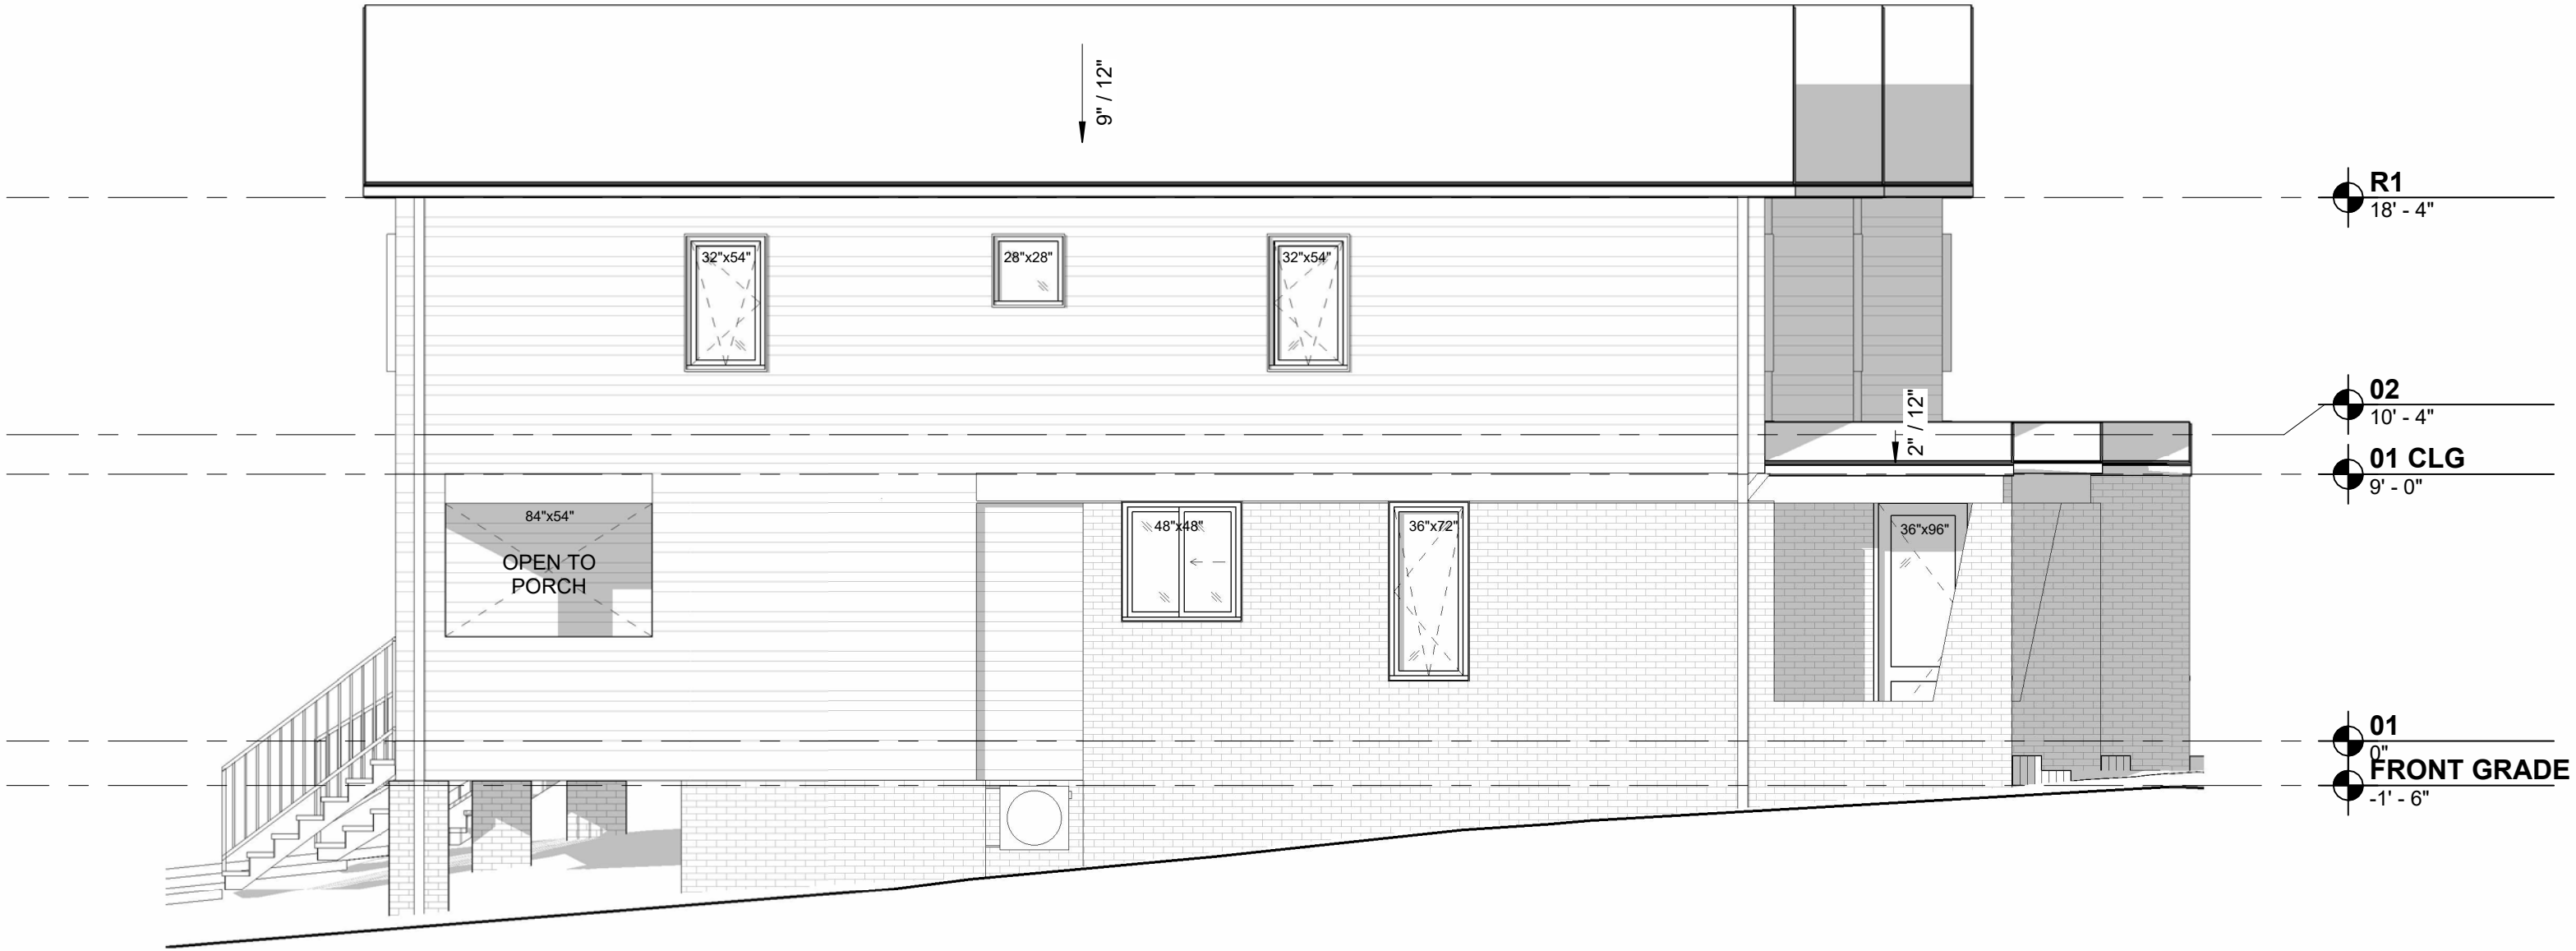 9" / 12"
R1
18' - 4"
32"x54"
28"x28"
32"x54"
02
10' - 4"
2" / 12"
01 CLG
9' - 0"
84"x54"
OPEN TO
PORCH
48"x48"
36"x72"
36"x96"
01
0"
FRONT GRADE
-1' - 6"